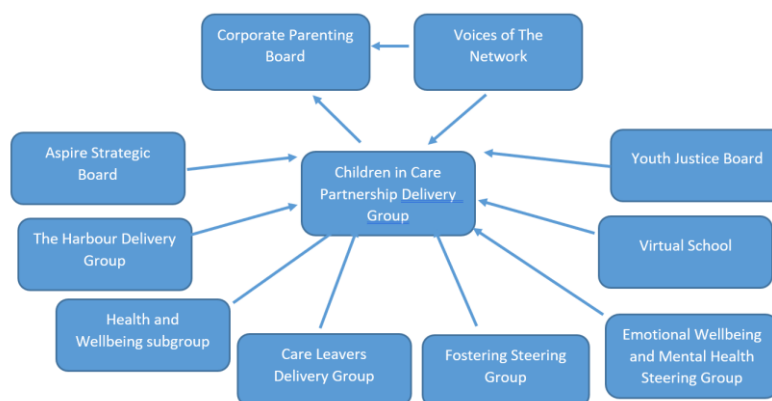 Corporate Parenting
Board
Voices of The
Network
Aspire Strategic
Board
Children in Care
Partnership Delivery
Group
Youth Justice Board
The Harbour Delivery
Group
Virtual School
Health and
Wellbeing subgroup
Care Leavers
Delivery Group
Fostering Steering
Group
Emotional Wellbeing
and Mental Health
Steering Group